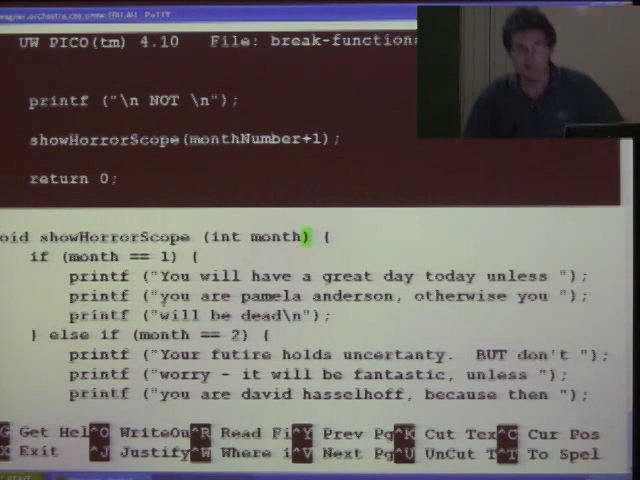 UW PICO(tm) 4.10 File: break-function
printf ("\n NOT \n");
showHorrorScope(monthNumber+1);
return 0;
oid showHorrorScope (int month) {
if (month == 1) {
printf ("You will have a great day today unless ");
printf ("you are pamela anderson, otherwise you ");
printf ("will be dead\n");
} else if (month == 2) {
printf ("Your futire holds uncertanty. BUT don't ");
printf ("worry - it will be fantastic, unless ");
printf ("you are david hasselhoff, because then ");
G Get Hel ^O WriteOu ^R Read Fi ^Y Prev Pg ^K Cut Tex ^C Cur Pos
X Exit ^J Justify ^W Where i ^V Next Pg ^U UnCut T ^T To Spel